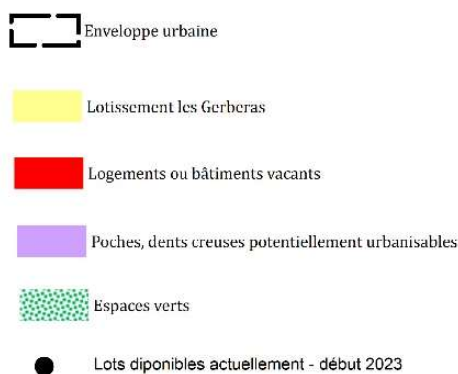 Enveloppe urbaine
Lotissement les Gerberas
Logements ou bâtiments vacants
Poches, dents creuses potentiellement urbanisables
Espaces verts
Lots diponibles actuellement - début 2023